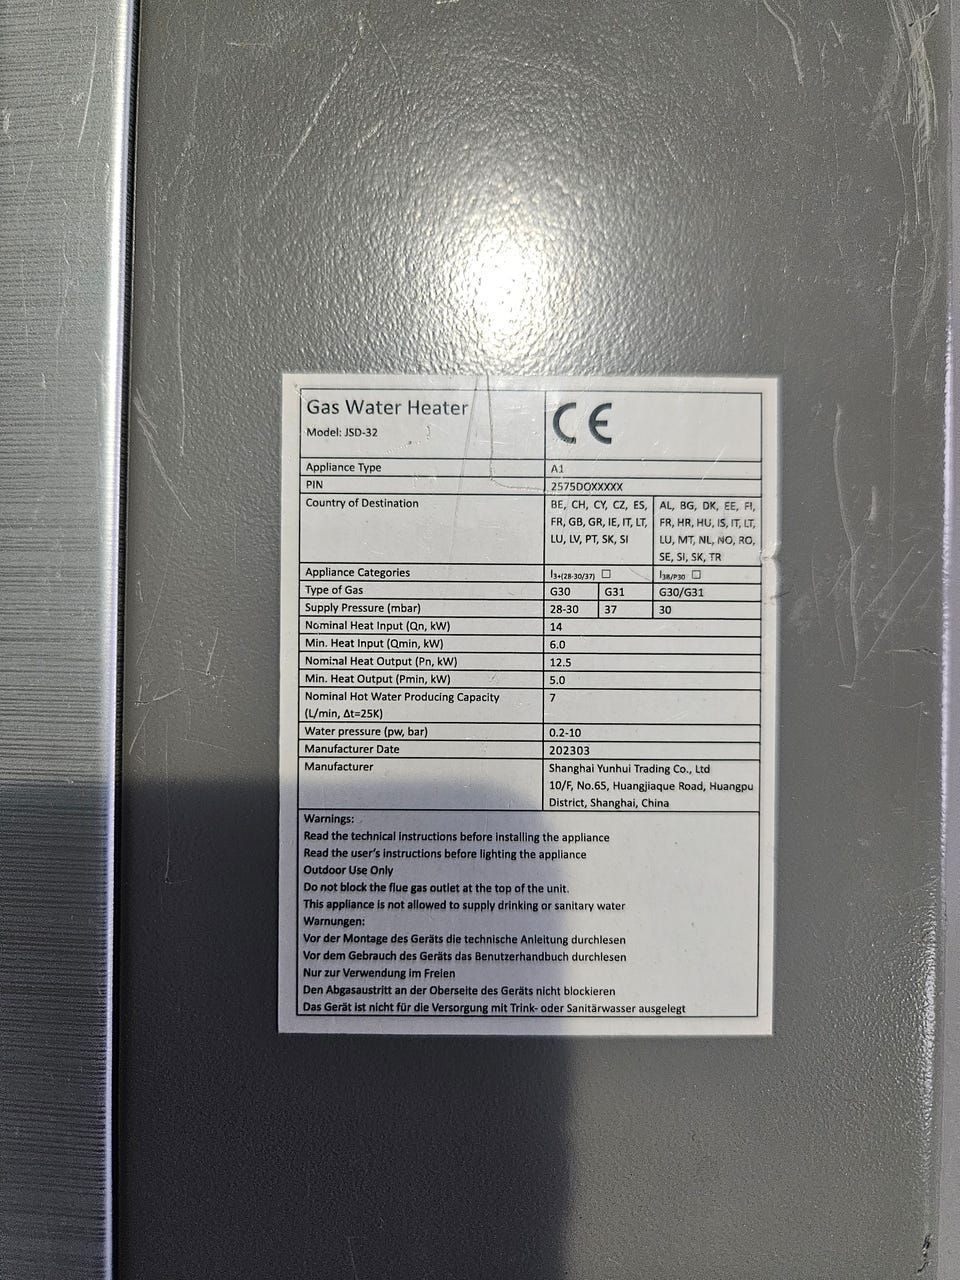 Gas Water Heater
Model: JSD-32
CE
Appliance Type A1
PIN 2575DOXXXXX
Country of Destination BE, CH, CY, CZ, ES, AL, BG, DK, EE, FI,
FR, GB, GR, IE, IT, LT, FR, HR, HU, IS, IT, LT,
LU, LV, PT, SK, SI LU, MT, NL, NO, RO,
SE, SI, SK, TR
Appliance Categories I3+(28-30/37) ☐ I3B/P30 ☐
Type of Gas G30 G31 G30/G31
Supply Pressure (mbar) 28-30 37 30
Nominal Heat Input (Qn, kW) 14
Min. Heat Input (Qmin, kW) 6.0
Nominal Heat Output (Pn, kW) 12.5
Min. Heat Output (Pmin, kW) 5.0
Nominal Hot Water Producing Capacity 7
(L/min, Δt=25K)
Water pressure (pw, bar) 0.2-10
Manufacturer Date 202303
Manufacturer Shanghai Yunhui Trading Co., Ltd
10/F, No.65, Huangjiaque Road, Huangpu
District, Shanghai, China
Warnings:
Read the technical instructions before installing the appliance
Read the user's instructions before lighting the appliance
Outdoor Use Only
Do not block the flue gas outlet at the top of the unit.
This appliance is not allowed to supply drinking or sanitary water
Warnungen:
Vor der Montage des Geräts die technische Anleitung durchlesen
Vor dem Gebrauch des Geräts das Benutzerhandbuch durchlesen
Nur zur Verwendung im Freien
Den Abgasaustritt an der Oberseite des Geräts nicht blockieren
Das Gerät ist nicht für die Versorgung mit Trink- oder Sanitärwasser ausgelegt